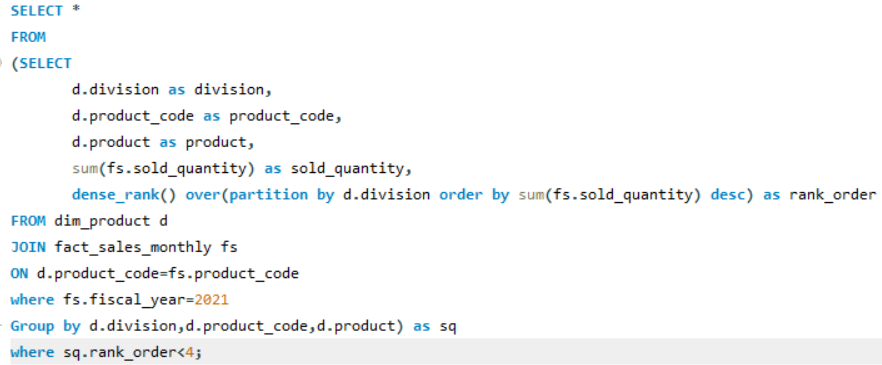 SELECT *
FROM
(SELECT
d.division as division,
d.product_code as product_code,
d.product as product,
sum(fs.sold_quantity) as sold_quantity,
dense_rank() over(partition by d.division order by sum(fs.sold_quantity) desc) as rank_order
FROM dim_product d
JOIN fact_sales_monthly fs
ON d.product_code=fs.product_code
where fs.fiscal_year=2021
Group by d.division,d.product_code,d.product) as sq
where sq.rank_order<4;